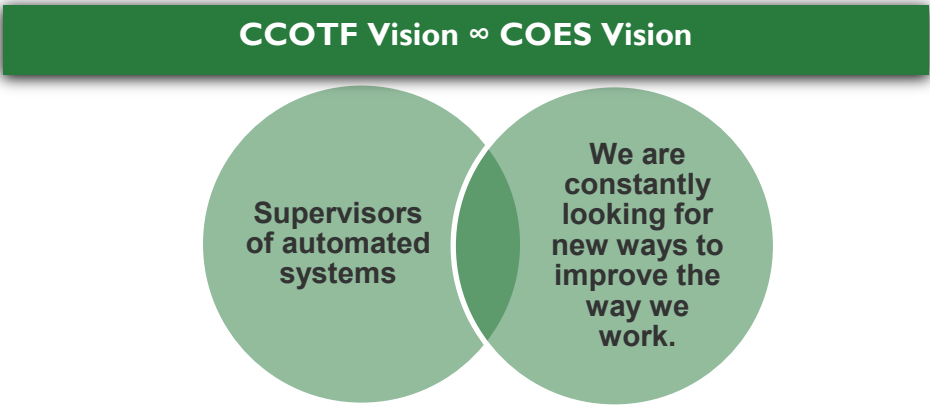 CCOTF Vision ∞ COES Vision
Supervisors
of automated
systems
We are
constantly
looking for
new ways to
improve the
way we
work.